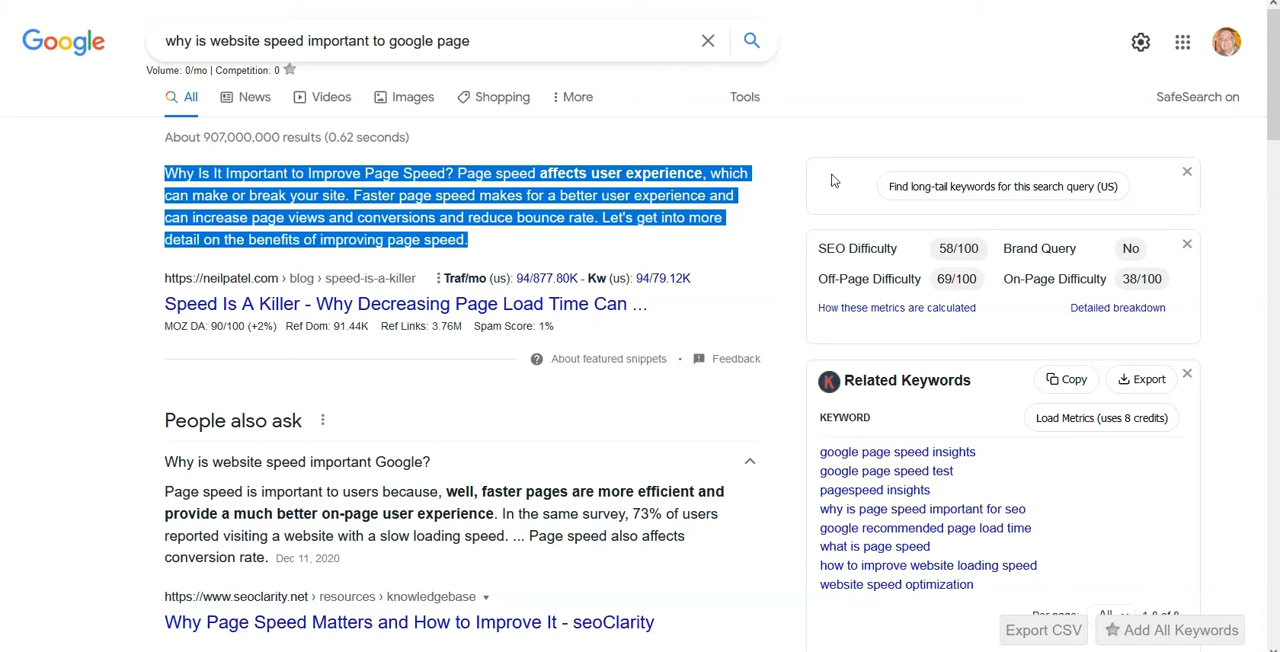 Google
why is website speed important to google page
Volume: 0/mo | Competition: 0
All
News
Videos
Images
Shopping
More
Tools
SafeSearch on
About 907,000,000 results (0.62 seconds)
Why Is It Important to Improve Page Speed? Page speed affects user experience, which
can make or break your site. Faster page speed makes for a better user experience and
can increase page views and conversions and reduce bounce rate. Let's get into more
detail on the benefits of improving page speed.
https://neilpatel.com › blog › speed-is-a-killer
Traf/mo (us): 94/877.80K - Kw (us): 94/79.12K
Speed Is A Killer - Why Decreasing Page Load Time Can ...
MOZ DA: 90/100 (+2%) Ref Dom: 91.44K Ref Links: 3.76M Spam Score: 1%
About featured snippets
Feedback
People also ask
Why is website speed important Google?
Page speed is important to users because, well, faster pages are more efficient and
provide a much better on-page user experience. In the same survey, 73% of users
reported visiting a website with a slow loading speed. ... Page speed also affects
conversion rate. Dec 11, 2020
https://www.seoclarity.net › resources › knowledgebase
Why Page Speed Matters and How to Improve It - seoClarity
Find long-tail keywords for this search query (US)
SEO Difficulty 58/100 Brand Query No
Off-Page Difficulty 69/100 On-Page Difficulty 38/100
How these metrics are calculated
Detailed breakdown
K Related Keywords
Copy
Export
KEYWORD
Load Metrics (uses 8 credits)
google page speed insights
google page speed test
pagespeed insights
why is page speed important for seo
google recommended page load time
what is page speed
how to improve website loading speed
website speed optimization
Per page: All 1-8 of 8
Export CSV
Add All Keywords